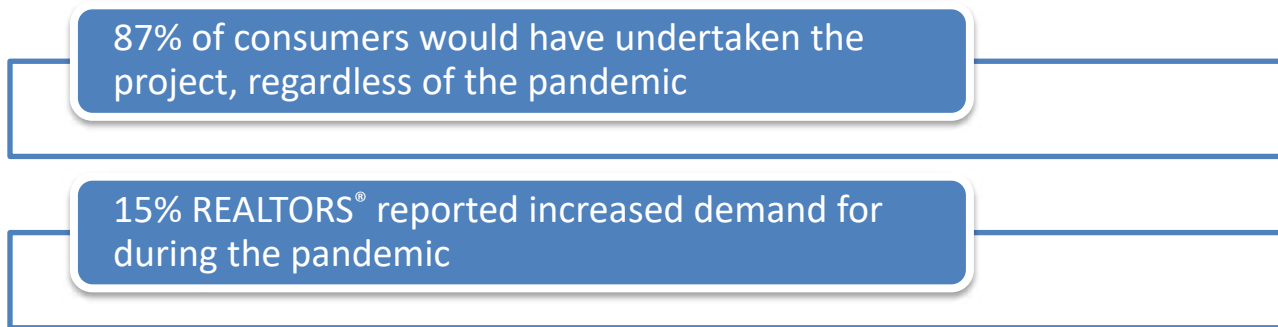 87% of consumers would have undertaken the
project, regardless of the pandemic
15% REALTORS® reported increased demand for
during the pandemic